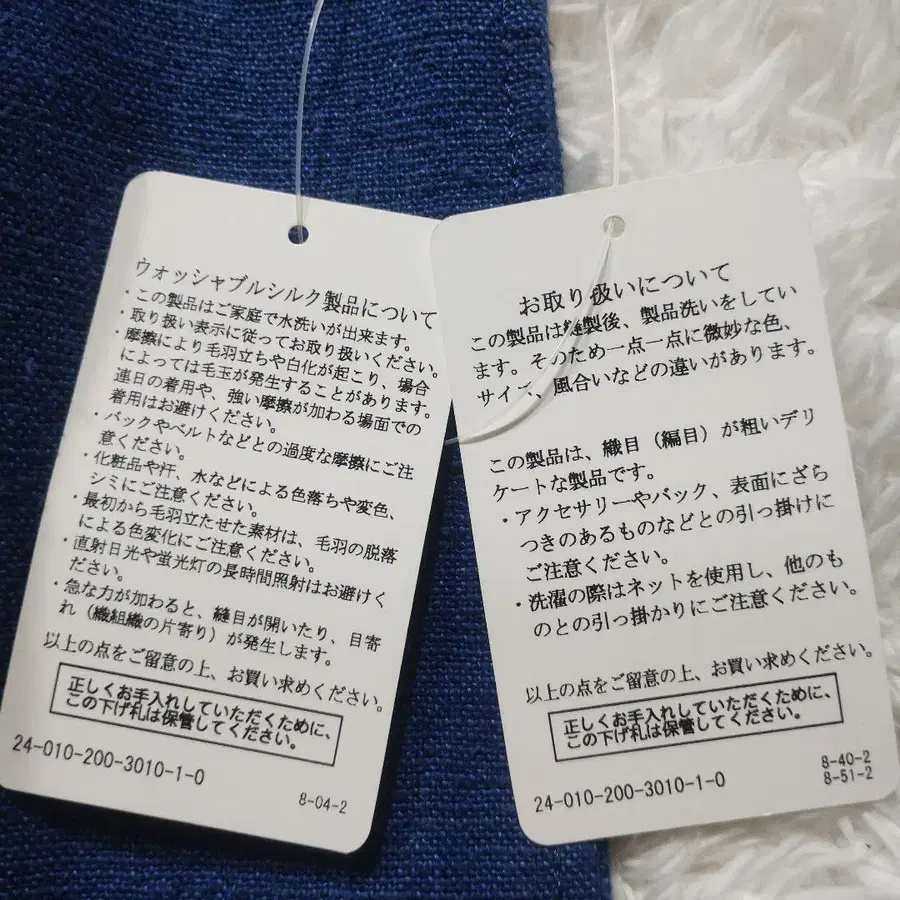 ウォッシャブルシルク製品について
・この製品はご家庭で水洗いが出来ます。
・取り扱い表示に従ってお取り扱いください。
摩擦により毛羽立ちや白化が起こり、場合
によっては毛玉が発生することがあります。
連日の着用や、強い摩擦が加わる場面での
着用はお避けください。
・バックやベルトなどとの過度な摩擦にご注
意ください。
・化粧品や汗、水などによる色落ちや変色、
シミにご注意ください。
・最初から毛羽立たせた素材は、毛羽の脱落
による色変化にご注意ください。
・直射日光や蛍光灯の長時間照射はお避けく
ださい。
・急な力が加わると、縫目が開いたり、目寄
れ（織組織の片寄り）が発生します。
以上の点をご留意の上、お買い求めください。
正しくお手入れしていただくために、
この下げ札は保管してください。
24-010-200-3010-1-0
8-04-2
お取り扱いについて
この製品は縫製後、製品洗いをしてい
ます。そのため一点一点に微妙な色、
サイズ、風合いなどの違いがあります。
この製品は、織目（編目）が粗いデリ
ケートな製品です。
・アクセサリーやバック、表面にざら
つきのあるものなどとの引っ掛けに
ご注意ください。
・洗濯の際はネットを使用し、他のも
のとの引っ掛かりにご注意ください。
以上の点をご留意の上、お買い求めください。
正しくお手入れしていただくために、
この下げ札は保管してください。
24-010-200-3010-1-0
8-40-2
8-51-2